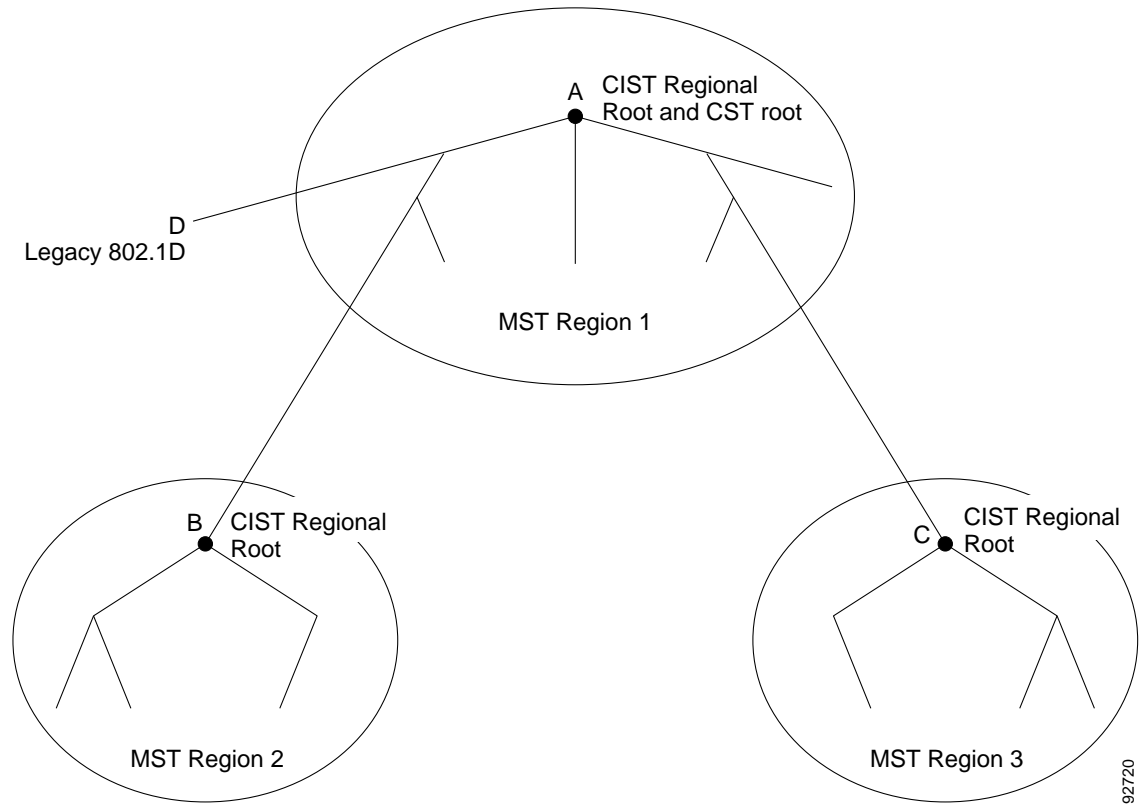 A
CIST Regional
Root and CST root
D
Legacy 802.1D
MST Region 1
B
CIST Regional
Root
C
CIST Regional
Root
MST Region 2
MST Region 3
92720